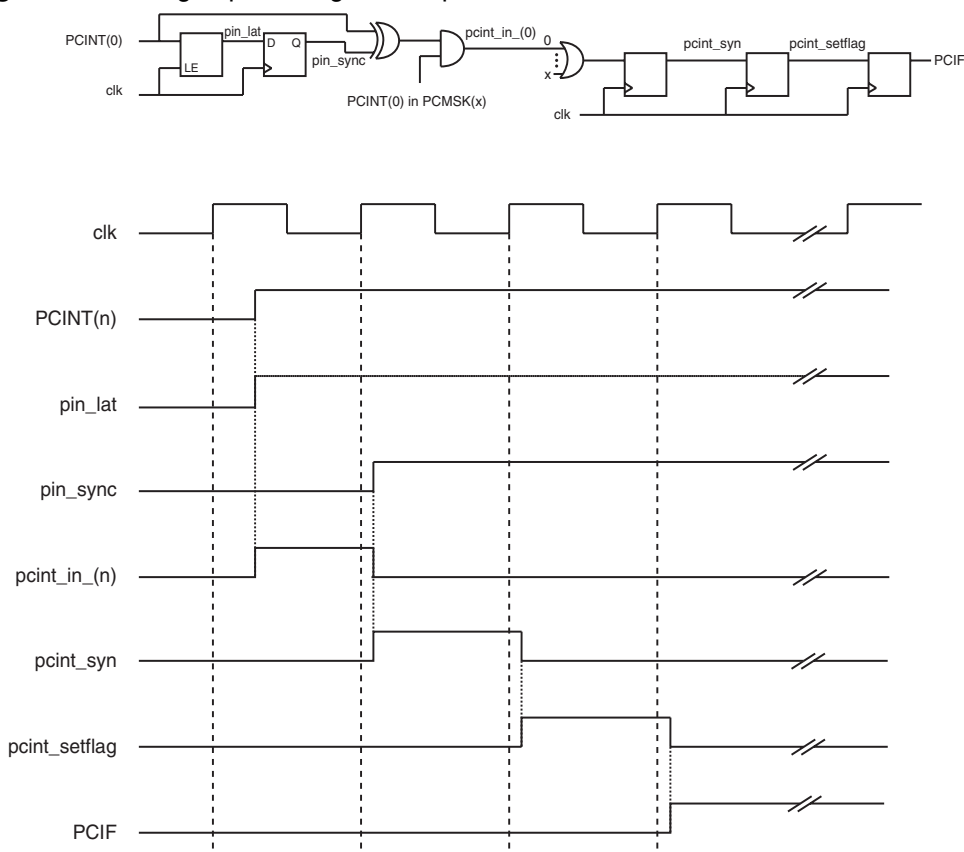 PCINT(0)
pin_lat
D Q
LE
pin_sync
clk
pcint_in_(0)
PCINT(0) in PCMSK(x)
0
x
pcint_syn
pcint_setflag
PCIF
clk
clk
PCINT(n)
pin_lat
pin_sync
pcint_in_(n)
pcint_syn
pcint_setflag
PCIF